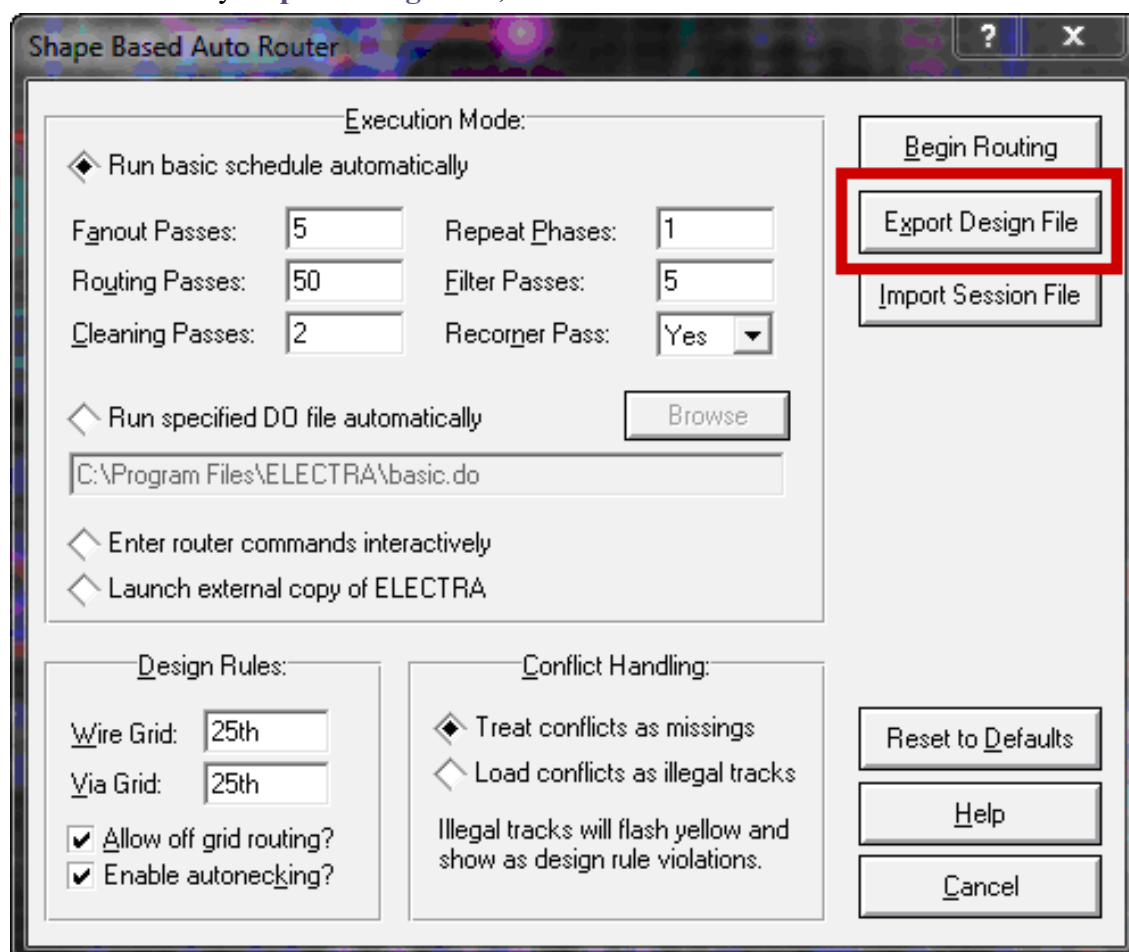 Shape Based Auto Router
? x
Execution Mode:
Run basic schedule automatically
Fanout Passes: 5 Repeat Phases: 1
Routing Passes: 50 Filter Passes: 5
Cleaning Passes: 2 Recorner Pass: Yes
Run specified DO file automatically Browse
C:\Program Files\ELECTRA\basic.do
Enter router commands interactively
Launch external copy of ELECTRA
Begin Routing
Export Design File
Import Session File
Design Rules:
Wire Grid: 25th
Via Grid: 25th
Allow off grid routing?
Enable autonecking?
Conflict Handling:
Treat conflicts as missings
Load conflicts as illegal tracks
Illegal tracks will flash yellow and
show as design rule violations.
Reset to Defaults
Help
Cancel